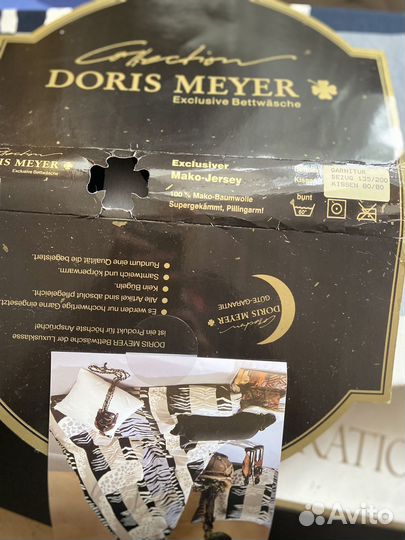 Collection
DORIS MEYER
Exclusive Bettwäsche
DORIS MEYER
Exclusive Bettwäsche
Exclusiver
Mako-Jersey
100 % Mako-Baumwolle
Supergekämmt, Pillingarm!
GARNITUR
BEZUG 135/200
KISSEN 80/80
bunt
60°
Collection
DORIS MEYER
GÜTE-GARANTIE
DORIS MEYER Bettwäsche der Luxusklasse
ist ein Produkt für höchste Ansprüche!
• Es werden nur hochwertige Garne eingesetzt.
• Alle Artikel sind absolut pflegeleicht.
• Kein Bügeln.
• Samtweich und anschmiegsam.
• Rundum eine Qualität die begeistert.
Avito